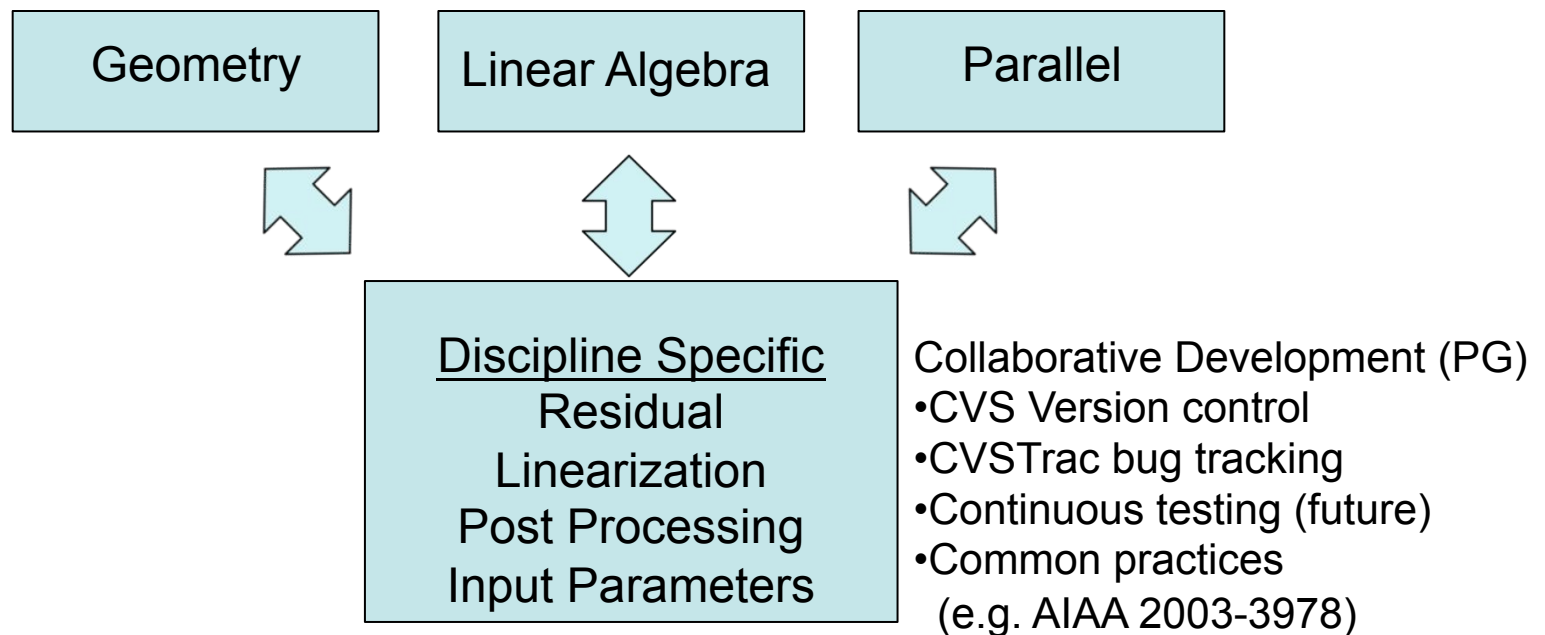 Geometry
Linear Algebra
Parallel
Discipline Specific
Residual
Linearization
Post Processing
Input Parameters
Collaborative Development (PG)
•CVS Version control
•CVSTrac bug tracking
•Continuous testing (future)
•Common practices
(e.g. AIAA 2003-3978)